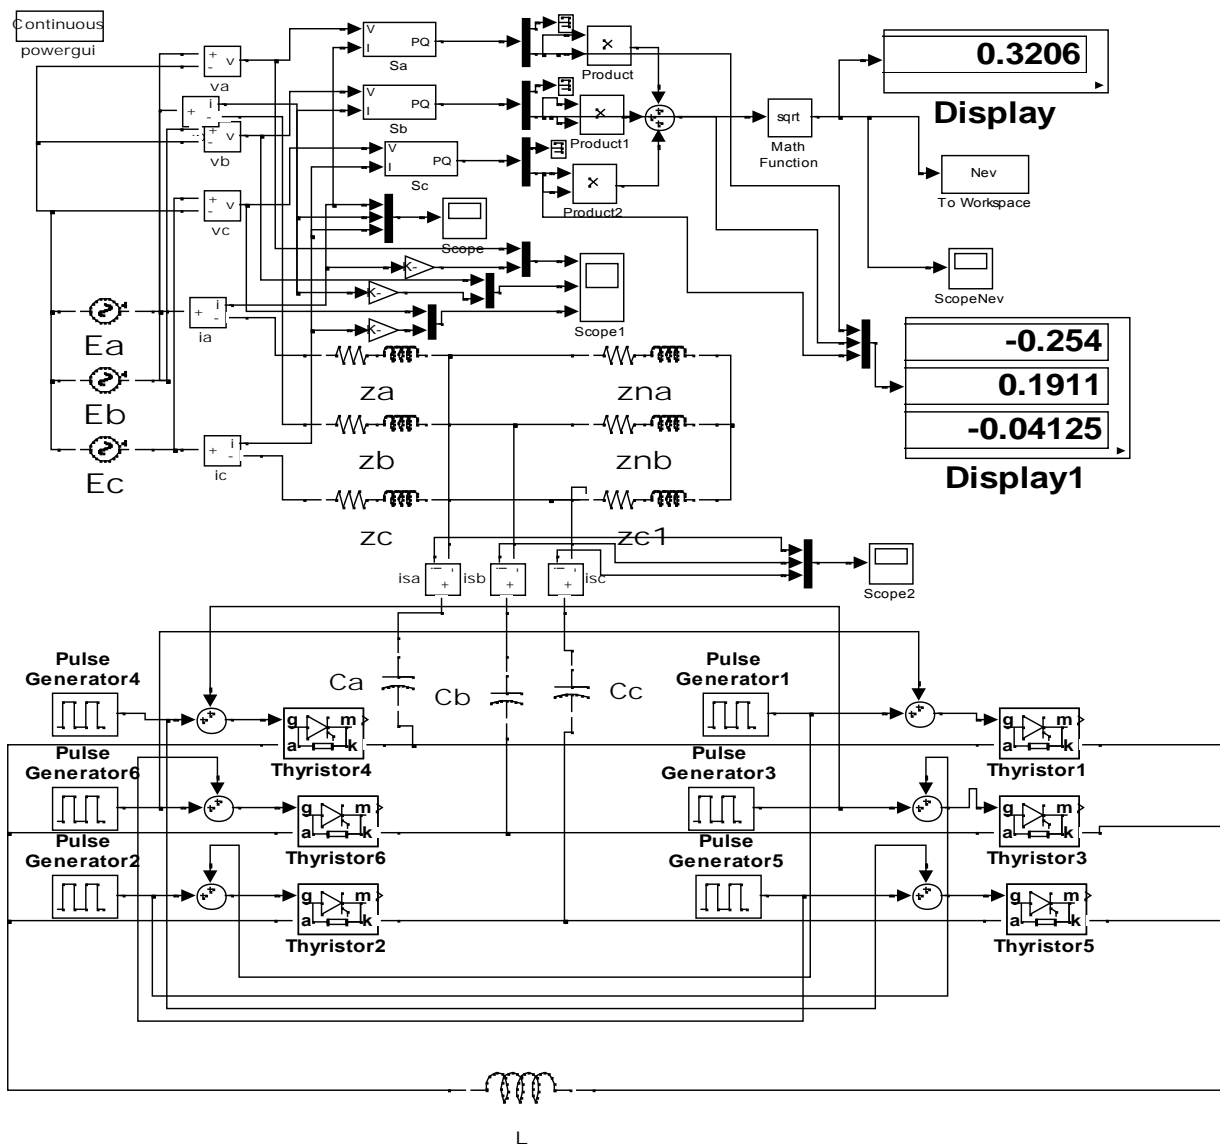 Continuous
powergui
+
-
v
va
+
-
i
+
-
v
vb
+
-
v
vc
V
I
PQ
Sa
V
I
PQ
Sb
V
I
PQ
Sc
×
Product
×
Product1
×
Product2
sqrt
Math
Function
0.3206
Display
Nev
To Workspace
ScopeNev
Scope
K-
K-
K-
Scope1
-0.254
0.1911
-0.04125
Display1
Ea
Eb
Ec
+
i
-
ia
+
i
-
ic
za
zna
zb
znb
zc
zc1
isa
isb
isc
+
+
+
Scope2
Ca
Cb
Cc
Pulse
Generator4
g m
a k
Thyristor4
Pulse
Generator6
g m
a k
Thyristor6
Pulse
Generator2
g m
a k
Thyristor2
Pulse
Generator1
g m
a k
Thyristor1
Pulse
Generator3
g m
a k
Thyristor3
Pulse
Generator5
g m
a k
Thyristor5
L